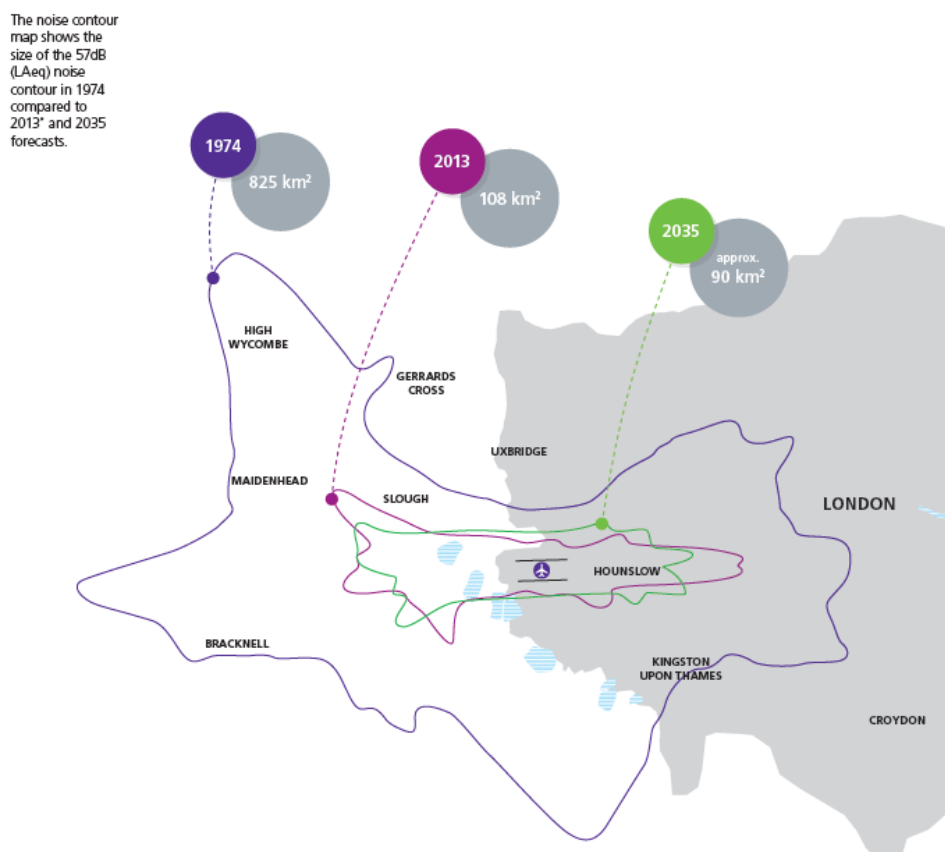 The noise contour
map shows the
size of the 57dB
(LAeq) noise
contour in 1974
compared to
2013* and 2035
forecasts.
1974
825 km²
2013
108 km²
2035
approx.
90 km²
HIGH
WYCOMBE
GERRARDS
CROSS
UXBRIDGE
MAIDENHEAD
SLOUGH
LONDON
HOUNSLOW
BRACKNELL
KINGSTON
UPON THAMES
CROYDON